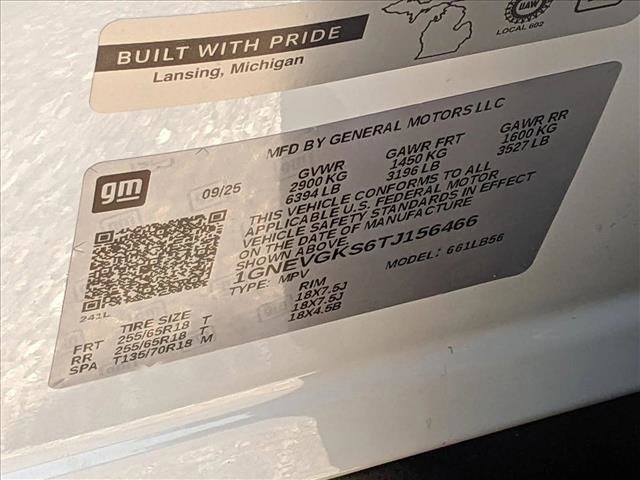 BUILT WITH PRIDE
Lansing, Michigan
UAW
LOCAL 602
gm
09/25
MFD BY GENERAL MOTORS LLC
GVWR GAWR FRT GAWR RR
2900 KG 1450 KG 1600 KG
6394 LB 3196 LB 3527 LB
THIS VEHICLE CONFORMS TO ALL
APPLICABLE U.S. FEDERAL MOTOR
VEHICLE SAFETY STANDARDS IN EFFECT
ON THE DATE OF MANUFACTURE
SHOWN ABOVE.
1GNEVGKS6TJ156466
TYPE: MPV MODEL: 661LB56
241L
TIRE SIZE RIM
FRT 255/65R18 T 18X7.5J
RR 255/65R18 T 18X7.5J
SPA T135/70R18 M 18X4.5B